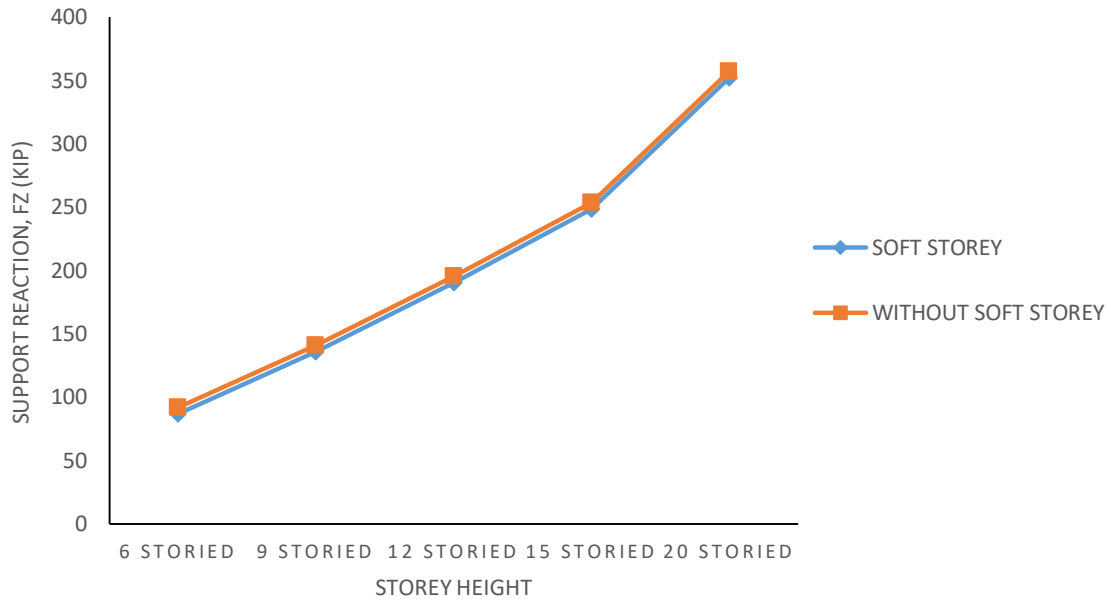 400
350
300
250
200
150
100
50
0
SUPPORT REACTION, FZ (KIP)
6 STORIED 9 STORIED 12 STORIED 15 STORIED 20 STORIED
STOREY HEIGHT
SOFT STOREY
WITHOUT SOFT STOREY